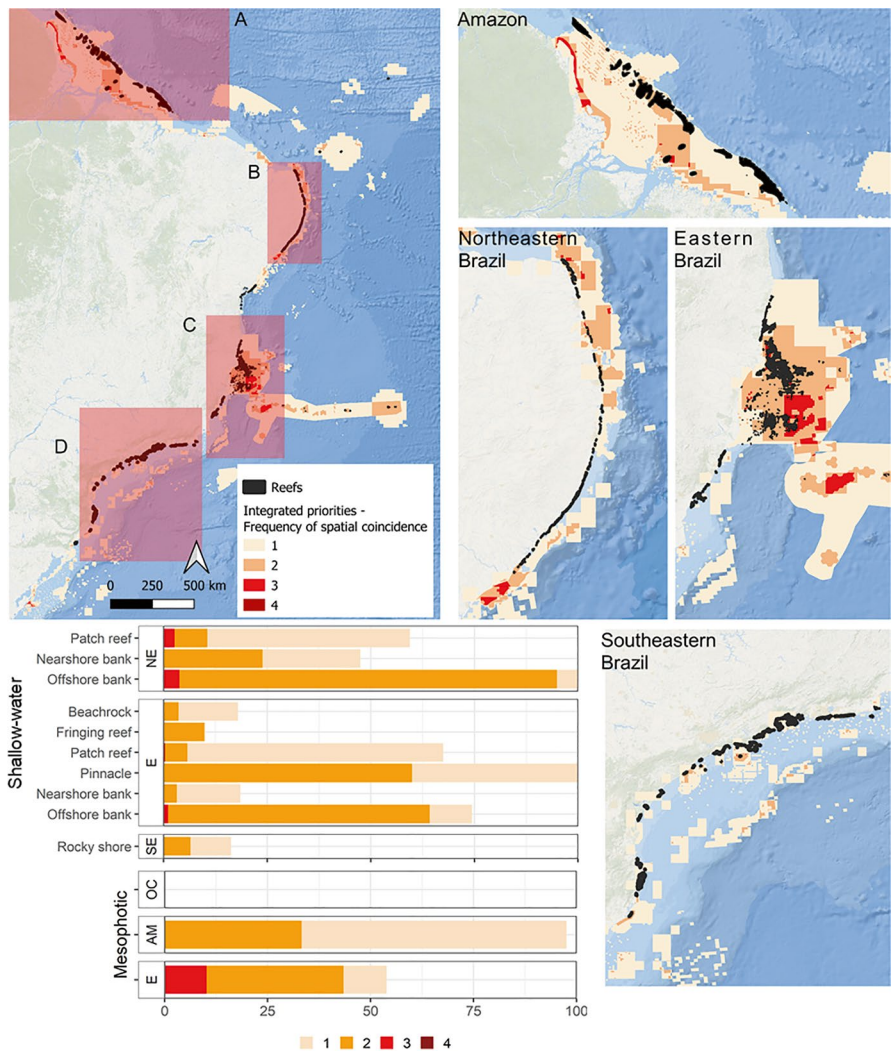 A
B
C
D
Reefs
Integrated priorities -
Frequency of spatial coincidence
1
2
3
4
0 250 500 km
Amazon
Northeastern
Brazil
Eastern
Brazil
Southeastern
Brazil
Shallow-water
Patch reef
Nearshore bank
Offshore bank
NE
Beachrock
Fringing reef
Patch reef
Pinnacle
Nearshore bank
Offshore bank
E
Rocky shore
SE
Mesophotic
OC
AM
E
0 25 50 75 100
1 2 3 4